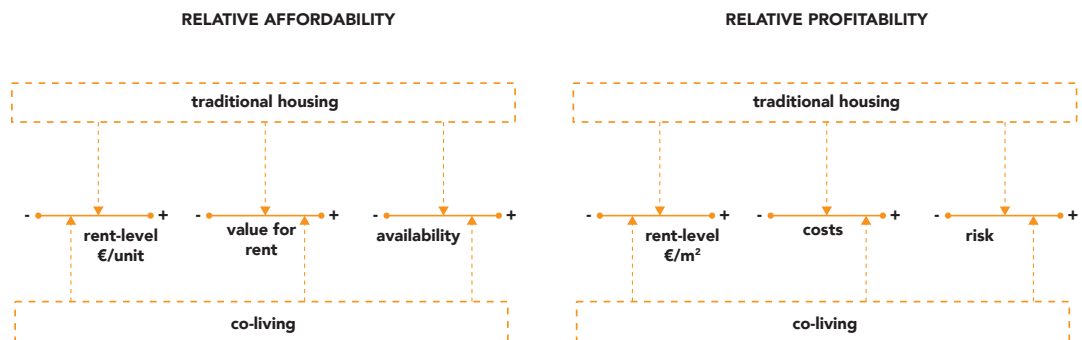 RELATIVE AFFORDABILITY
traditional housing
- +
rent-level
€/unit
- +
value for
rent
- +
availability
co-living
RELATIVE PROFITABILITY
traditional housing
- +
rent-level
€/m²
- +
costs
- +
risk
co-living